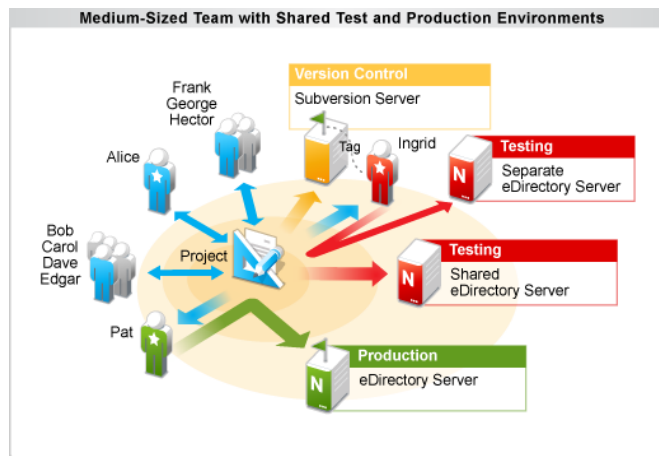 Medium-Sized Team with Shared Test and Production Environments
Frank
George
Hector
Version Control
Subversion Server
Alice
Tag
Ingrid
Testing
Separate
eDirectory Server
Bob
Carol
Dave
Edgar
Project
Testing
Shared
eDirectory Server
Pat
Production
eDirectory Server
N
N
N